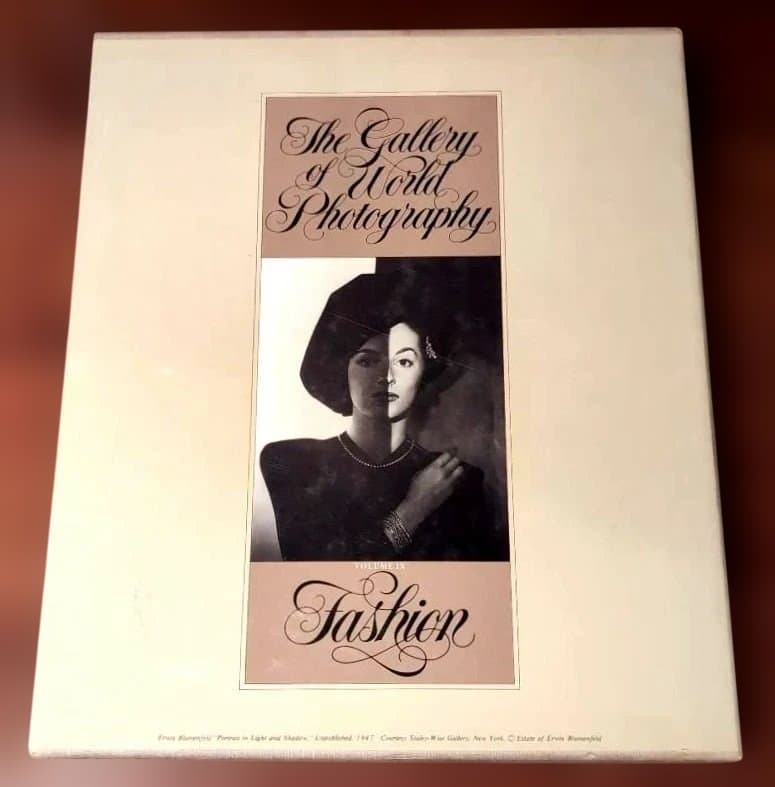 The Gallery
of World
Photography
VOLUME IX
Fashion
Erwin Blumenfeld "Portrait in Light and Shadow," Unpublished, 1947 Courtesy Staley-Wise Gallery, New York, © Estate of Erwin Blumenfeld